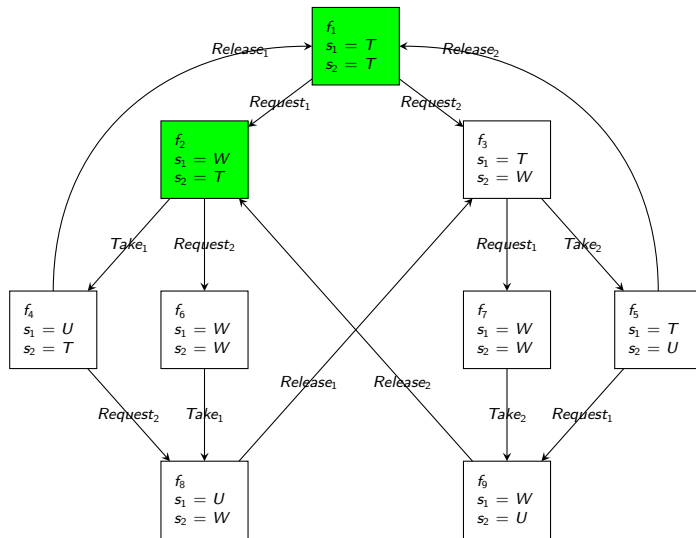 f₁
s₁ = T
s₂ = T
Release₁
Release₂
Request₁
Request₂
f₂
s₁ = W
s₂ = T
f₃
s₁ = T
s₂ = W
Take₁
Request₂
Request₁
Take₂
f₄
s₁ = U
s₂ = T
f₆
s₁ = W
s₂ = W
f₇
s₁ = W
s₂ = W
f₅
s₁ = T
s₂ = U
Release₁
Release₂
Request₂
Take₁
Take₂
Request₁
f₈
s₁ = U
s₂ = W
f₉
s₁ = W
s₂ = U